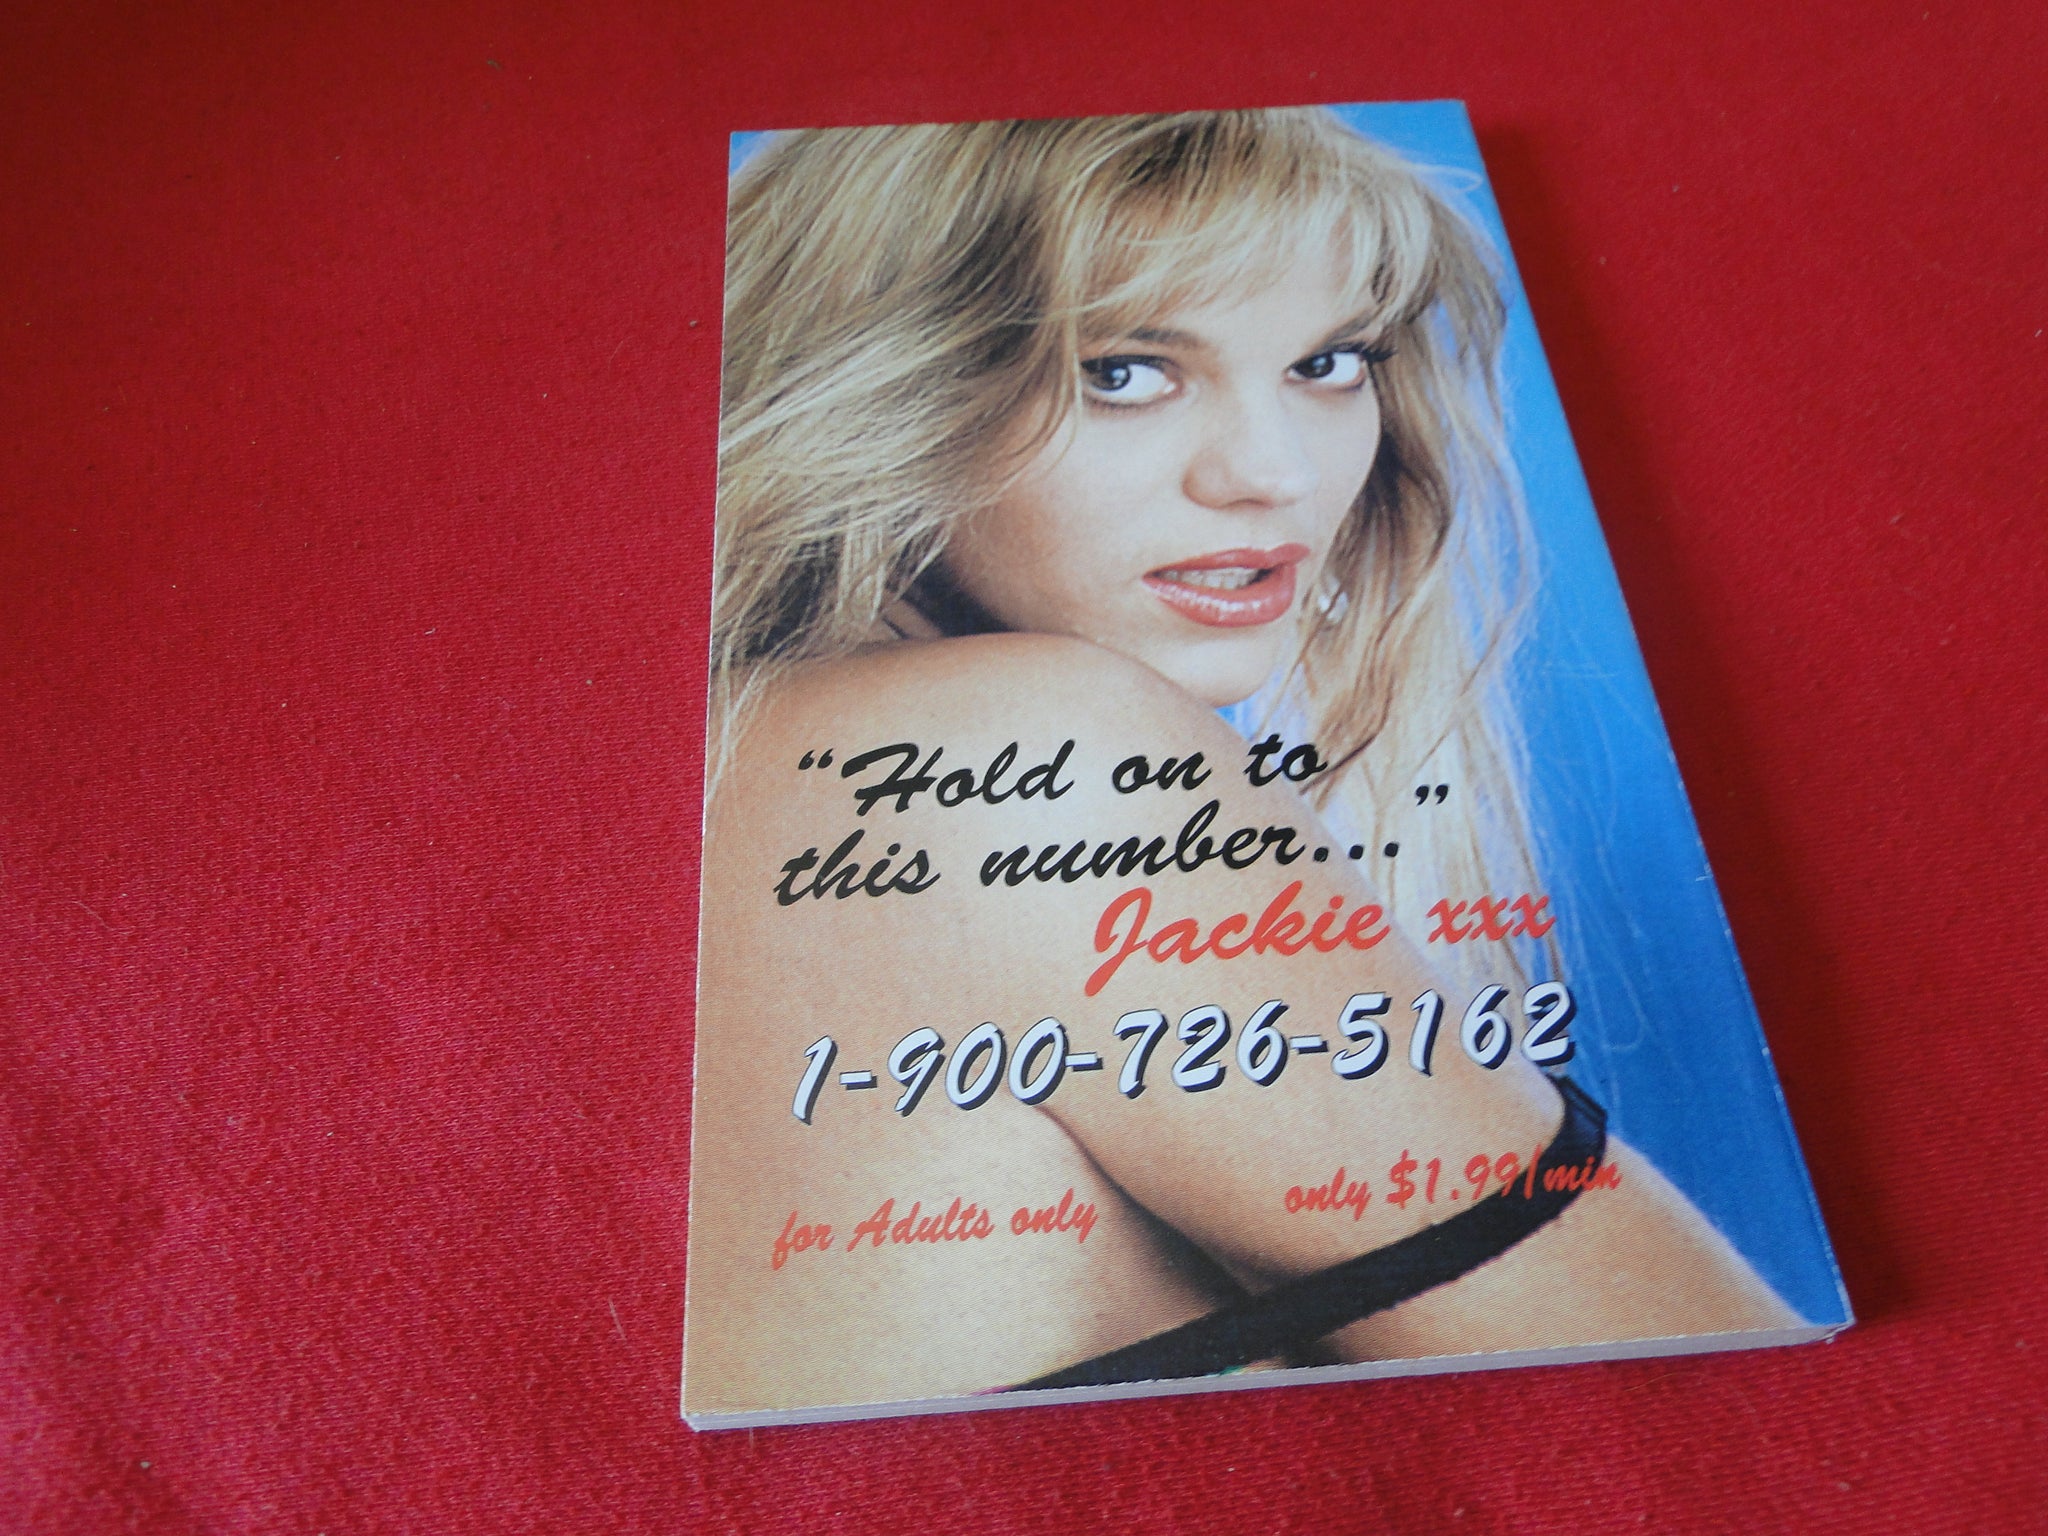 “Hold on to
this number...”
Jackie xxx
1-900-726-5162
for Adults only
only $1.99/min